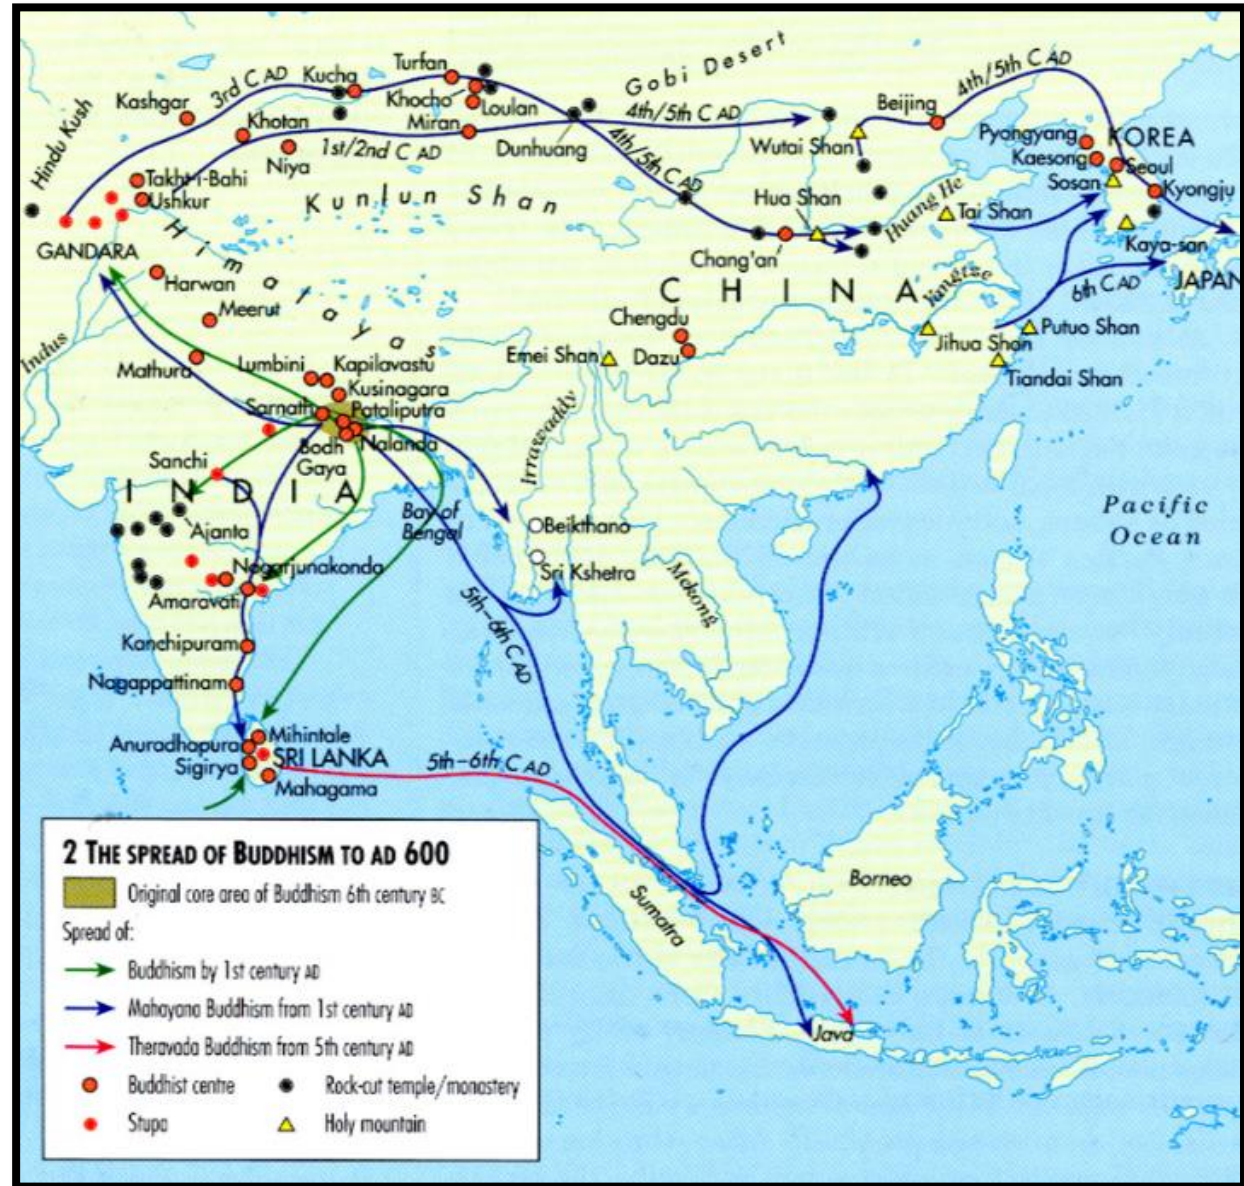 Gobi Desert
Turfan
Kucha
3rd C AD
Kashgar
Khocho
Loulan
4th/5th C AD
Beijing
4th/5th C AD
Hindu Kush
Khotan
Miran
Niya
1st/2nd C AD
Dunhuang
4th/5th C AD
Wutai Shan
Pyongyang
KOREA
Kaesong
Seoul
Takht-i-Bahi
Ushkur
Kunlun Shan
Hua Shan
Huang He
Sosan
Kyongju
Tai Shan
GANDARA
Himalayas
Chang'an
Kaya-san
Harwan
CHINA
Yangtze
6th C AD
JAPAN
Meerut
Chengdu
Indus
Mathura
Lumbini
Kapilavastu
Emei Shan
Dazu
Jihua Shan
Putuo Shan
Kusinagara
Tiandai Shan
Sarnath
Pataliputra
Bodh
Gaya
Nalanda
Irrawaddy
Sanchi
INDIA
Ajanta
Bay of
Bengal
Beikthano
Pacific
Ocean
Nagarjunakonda
Sri Kshetra
Amaravati
5th–6th C AD
Mekong
Kanchipuram
Nagappattinam
Anuradhapura
Mihintale
Sigirya
SRI LANKA
5th–6th C AD
Mahagama
2 THE SPREAD OF BUDDHISM TO AD 600
Original core area of Buddhism 6th century BC
Spread of:
Buddhism by 1st century AD
Mahayana Buddhism from 1st century AD
Theravada Buddhism from 5th century AD
Buddhist centre
Rock-cut temple/monastery
Stupa
Holy mountain
Sumatra
Borneo
Java